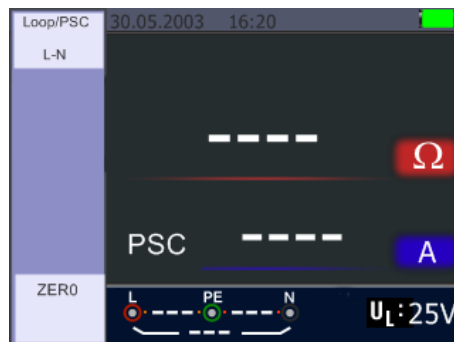 Loop/PSC 30.05.2003 16:20
L-N
---- Ω
PSC ---- A
ZER0
L --- PE --- N
---
UL:25V